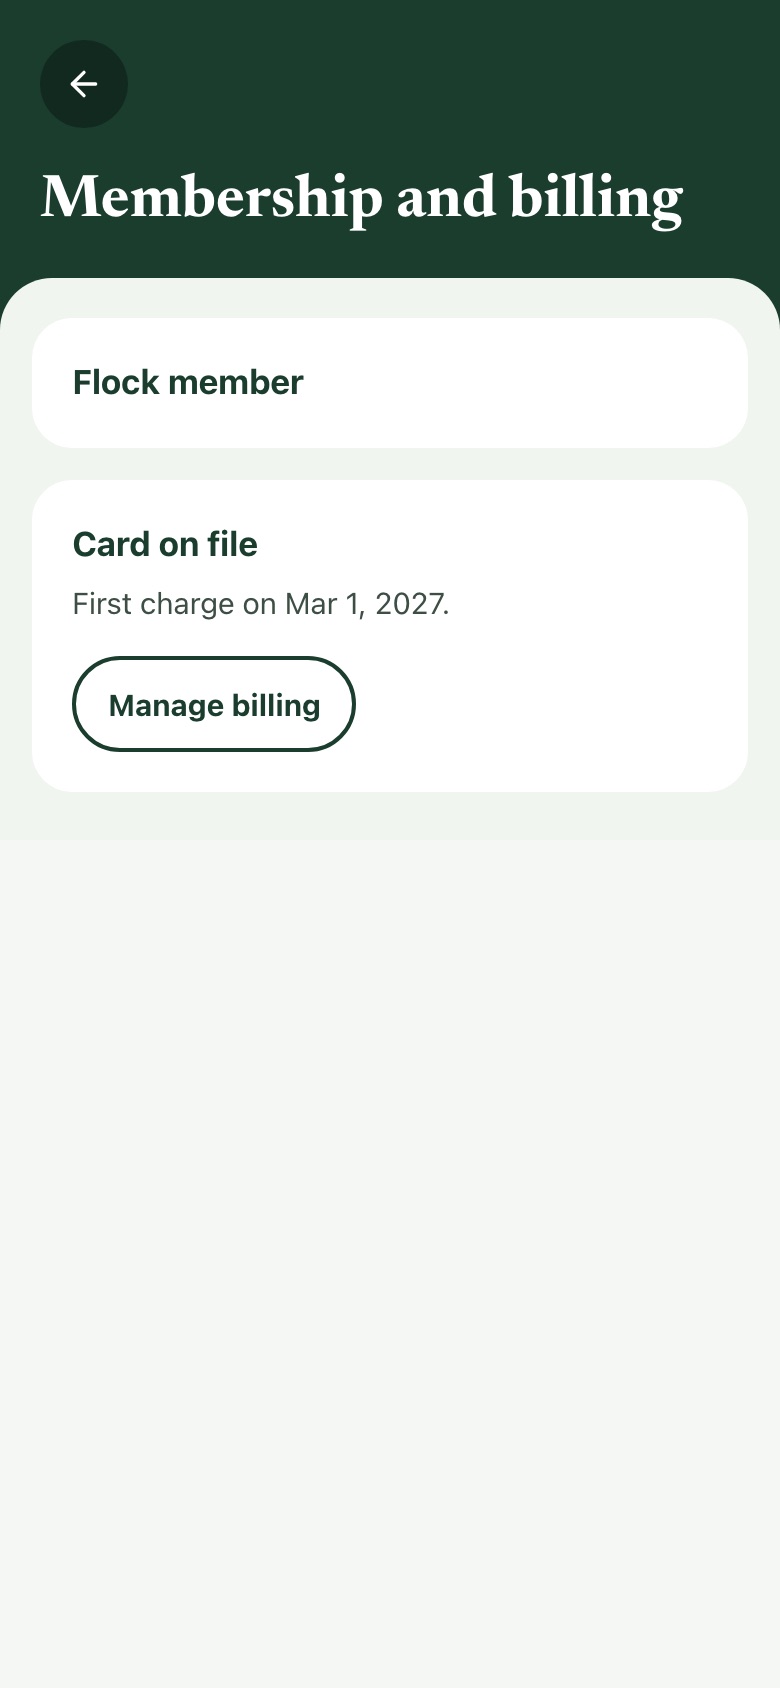 Membership and billing
Flock member
Card on file
First charge on Mar 1, 2027.
Manage billing